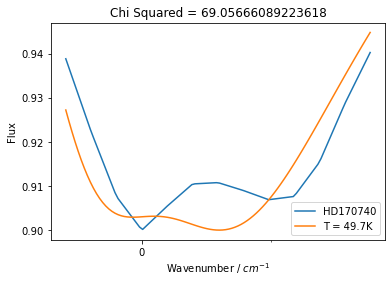 Chi Squared = 69.05666089223618
0.94
0.93
0.92
0.91
0.90
Flux
HD170740
T = 49.7K
0
Wavenumber / cm⁻¹